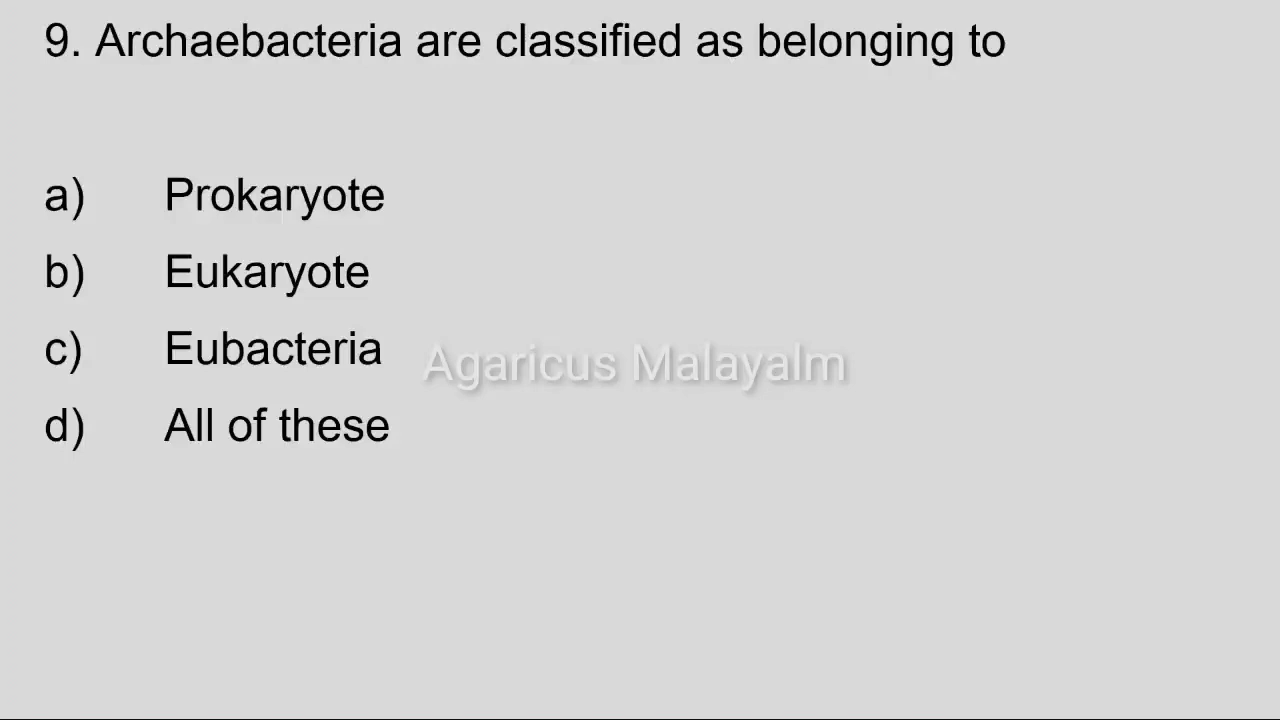 9. Archaebacteria are classified as belonging to
a) Prokaryote
b) Eukaryote
c) Eubacteria
Agaricus Malayalm
d) All of these